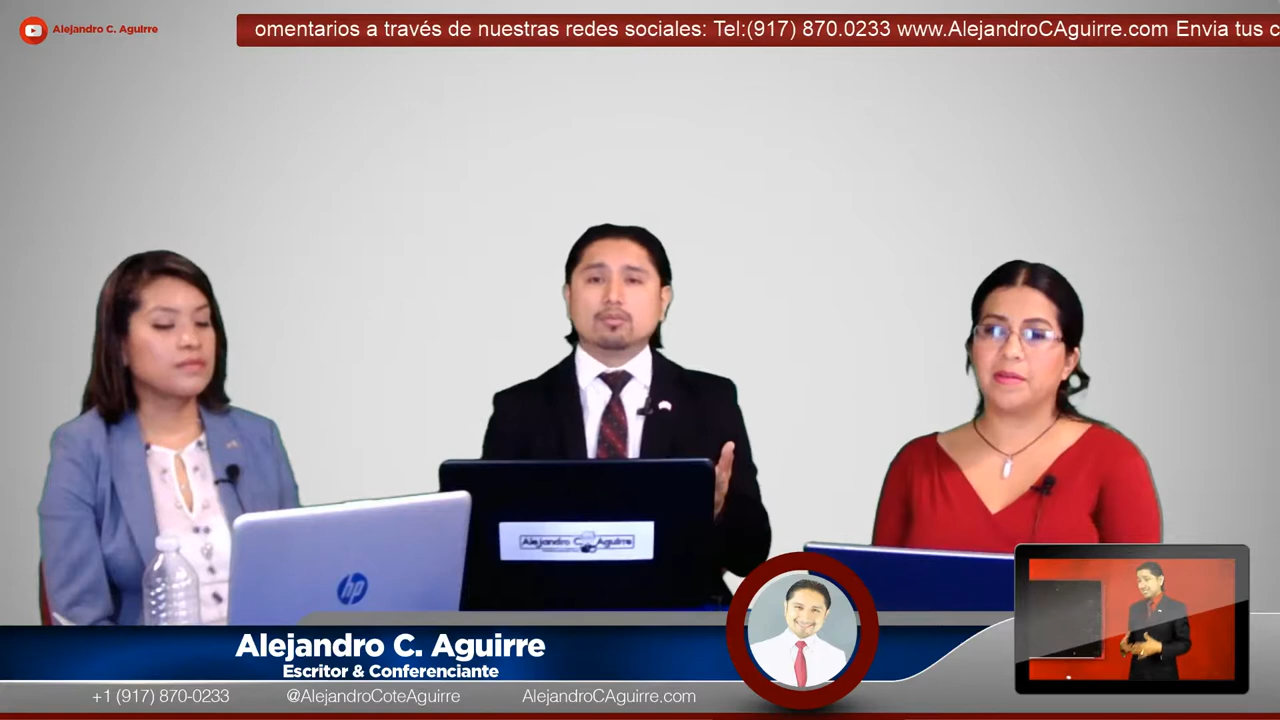 Alejandro C. Aguirre
omentarios a través de nuestras redes sociales: Tel:(917) 870.0233 www.AlejandroCAguirre.com Envia tus c
Alejandro C. Aguirre
hp
Alejandro C. Aguirre
Escritor & Conferenciante
+1 (917) 870-0233 @AlejandroCoteAguirre AlejandroCAguirre.com